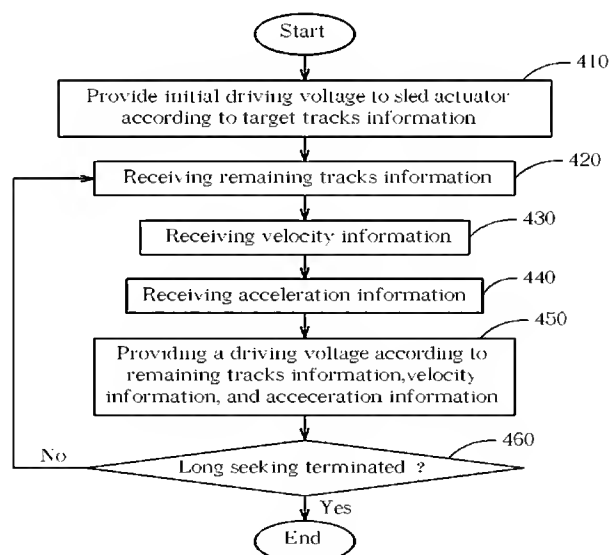 Start
410
Provide initial driving voltage to sled actuator
according to target tracks information
420
Receiving remaining tracks information
430
Receiving velocity information
440
Receiving acceleration information
450
Providing a driving voltage according to
remaining tracks information,velocity
information, and acceceration information
460
Long seeking terminated ?
No
Yes
End